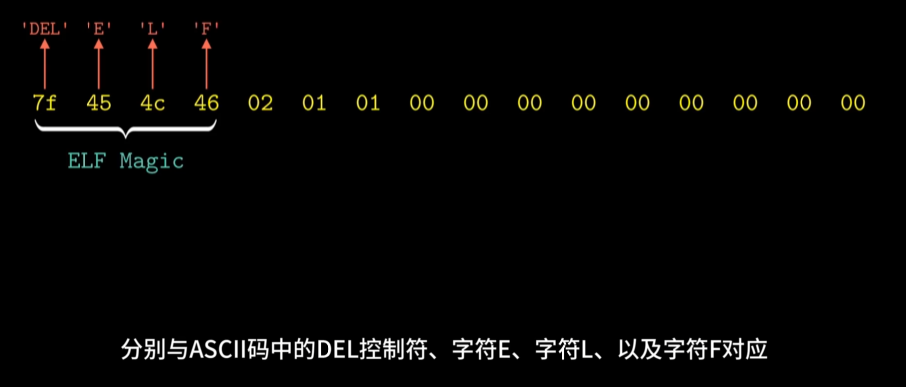 'DEL' 'E' 'L' 'F'
7f 45 4c 46 02 01 01 00 00 00 00 00 00 00 00 00
ELF Magic
分别与ASCII码中的DEL控制符、字符E、字符L、以及字符F对应